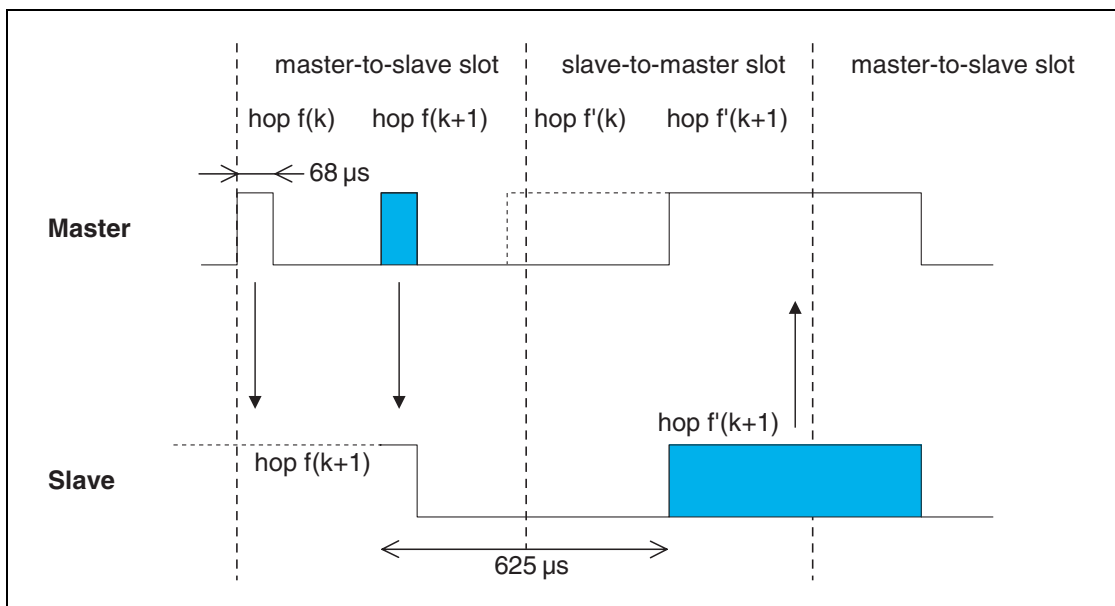 master-to-slave slot slave-to-master slot master-to-slave slot
hop f(k) hop f(k+1) hop f'(k) hop f'(k+1)
68 µs
Master
hop f'(k+1)
hop f(k+1)
Slave
625 µs